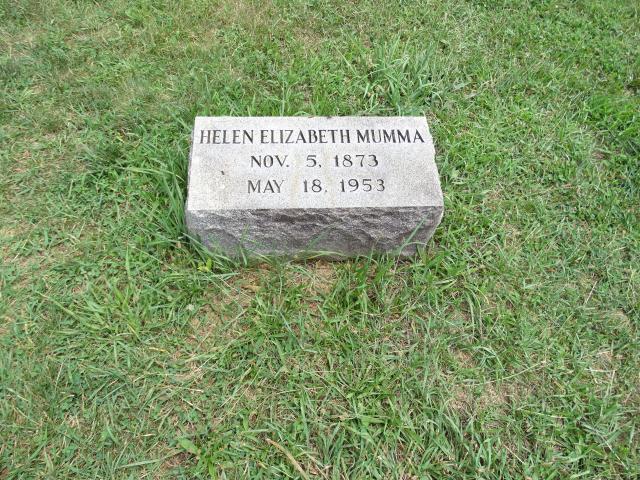 HELEN ELIZABETH MUMMA
NOV. 5, 1873
MAY 18, 1953